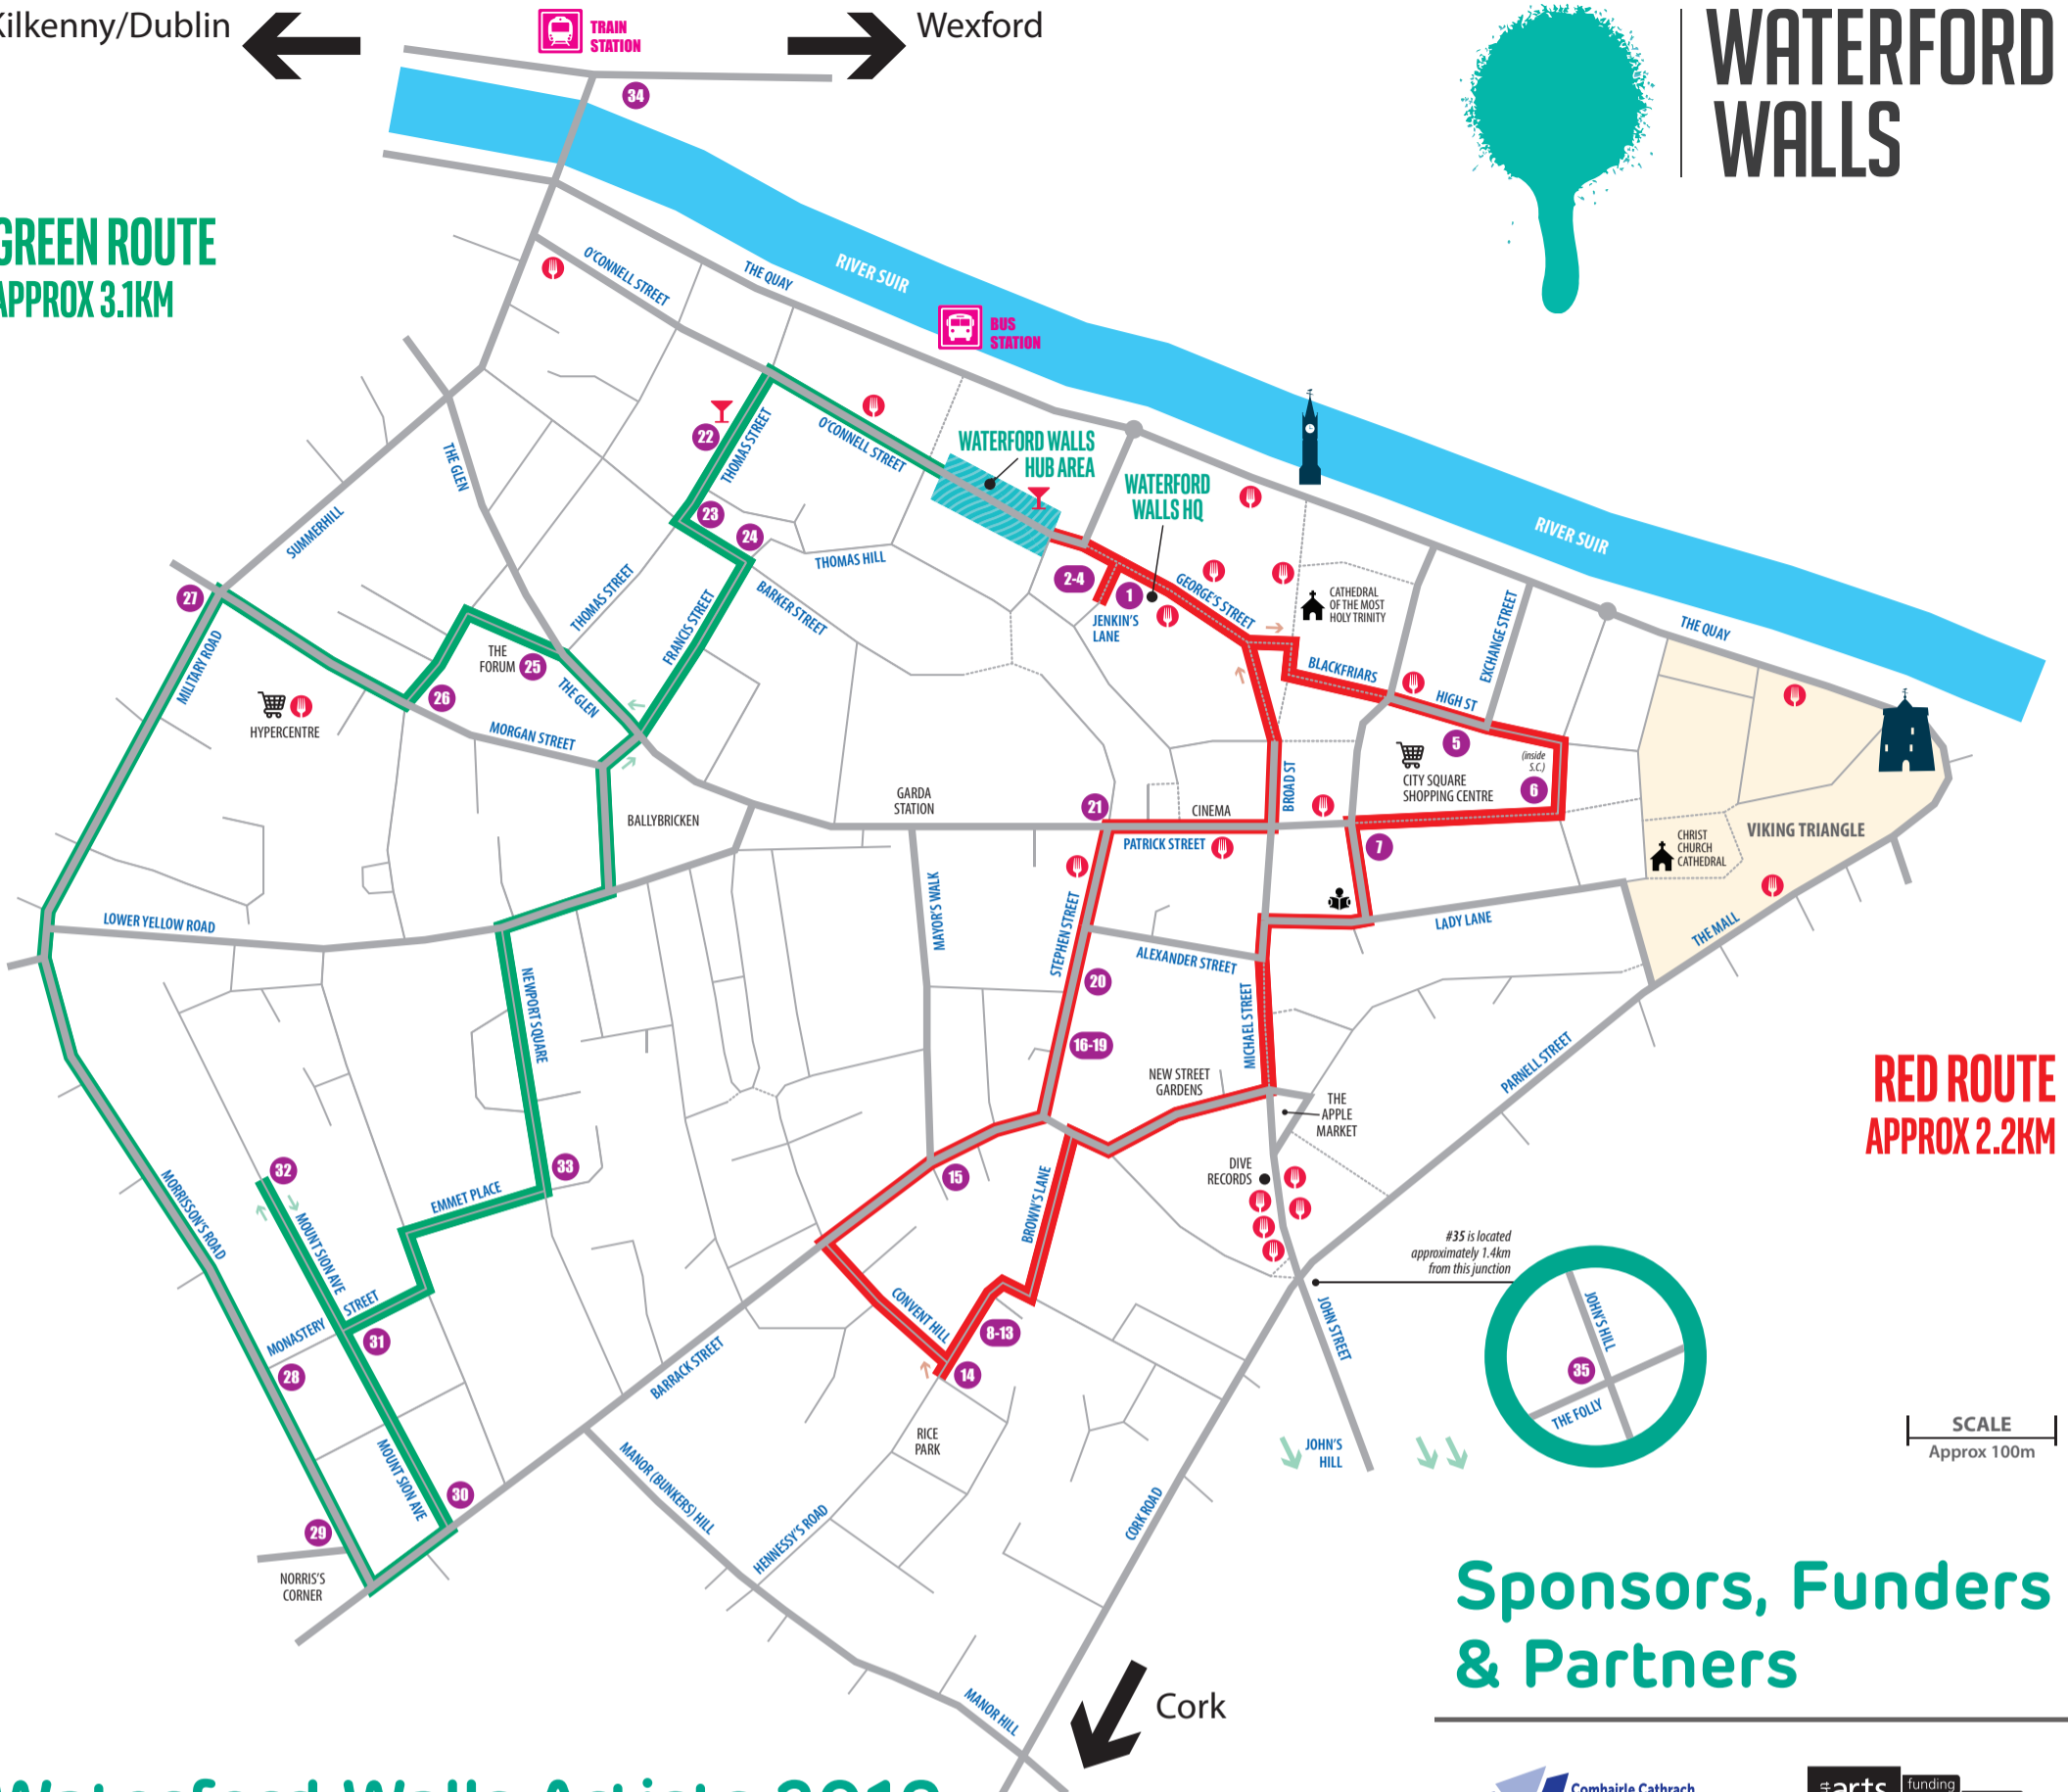 Kilkenny/Dublin
TRAIN
STATION
Wexford
WATERFORD
WALLS
34
GREEN ROUTE
APPROX 3.1KM
O'CONNELL STREET
THE QUAY
RIVER SUIR
BUS
STATION
22
THOMAS STREET
O'CONNELL STREET
WATERFORD WALLS
HUB AREA
WATERFORD
WALLS HQ
THE GLEN
SUMMERHILL
23
24
THOMAS HILL
RIVER SUIR
2-4
1
JENKIN'S
LANE
GEORGE'S STREET
CATHEDRAL
OF THE MOST
HOLY TRINITY
EXCHANGE STREET
THE QUAY
27
THOMAS STREET
BARKER STREET
FRANCIS STREET
MILITARY ROAD
THE
FORUM
25
26
THE GLEN
BLACKFRIARS
HIGH ST
HYPERCENTRE
MORGAN STREET
5
(inside
S.C.)
6
CITY SQUARE
SHOPPING CENTRE
GARDA
STATION
21
CINEMA
BROAD ST
BALLYBRICKEN
PATRICK STREET
7
CHRIST
CHURCH
CATHEDRAL
VIKING TRIANGLE
LOWER YELLOW ROAD
MAYOR'S WALK
STEPHEN STREET
ALEXANDER STREET
LADY LANE
THE MALL
NEWPORT SQUARE
20
16-19
MICHAEL STREET
NEW STREET
GARDENS
PARNELL STREET
RED ROUTE
APPROX 2.2KM
THE
APPLE
MARKET
32
33
15
DIVE
RECORDS
MORRISSON'S ROAD
MOUNT SION AVE
EMMET PLACE
BROWN'S LANE
#35 is located
approximately 1.4km
from this junction
MONASTERY
STREET
31
28
CONVENT HILL
8-13
14
JOHN STREET
JOHN'S HILL
35
THE FOLLY
BARRACK STREET
RICE
PARK
JOHN'S
HILL
SCALE
Approx 100m
MOUNT SION AVE
30
29
NORRIS'S
CORNER
MANOR (BUNKERS) HILL
HENNESSY'S ROAD
CORK ROAD
Sponsors, Funders
& Partners
MANOR HILL
Cork
Waterford Walls Artists 2019
Comhairle Cathrach
arts
funding